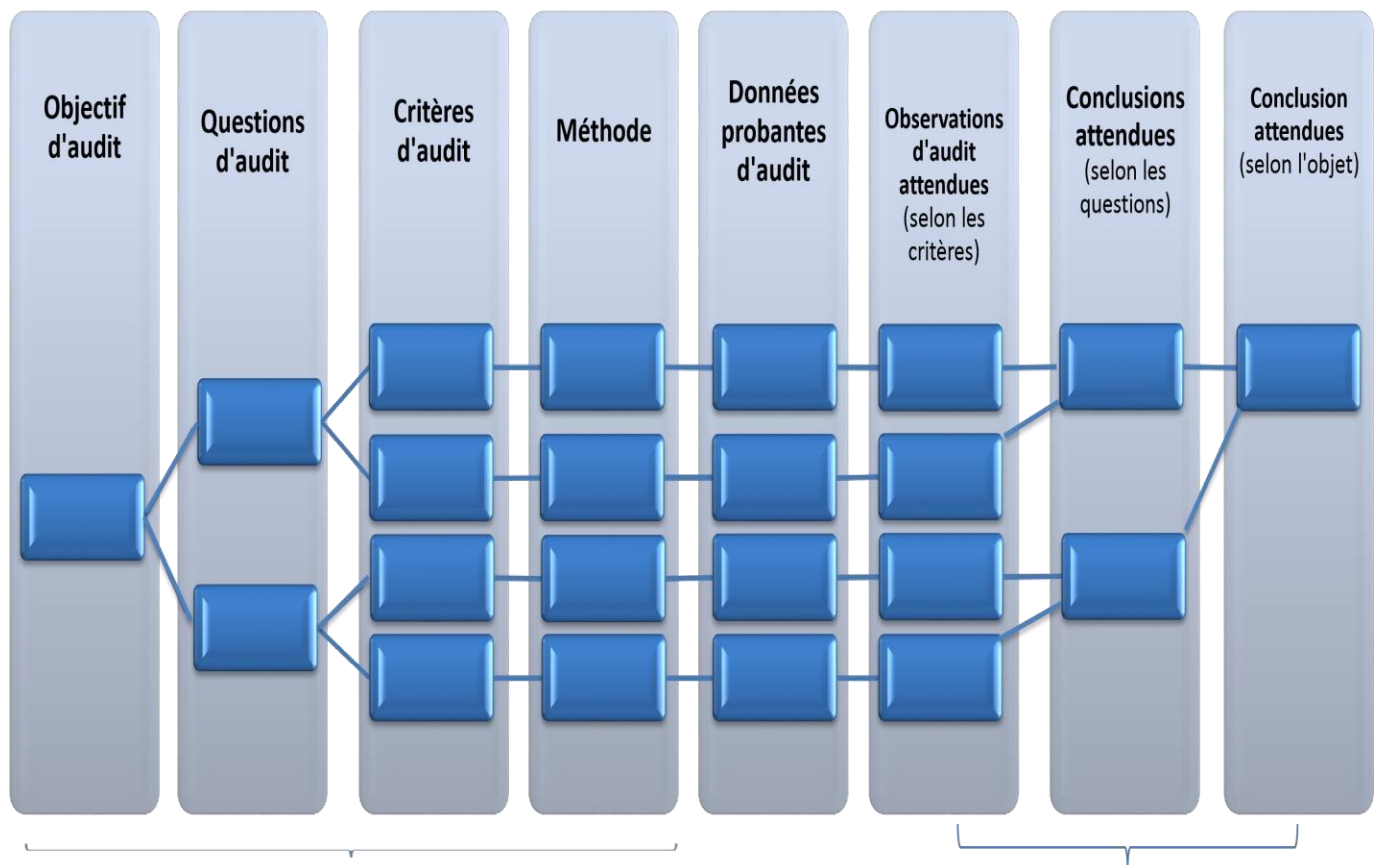 Objectif
d'audit
Questions
d'audit
Critères
d'audit
Méthode
Données
probantes
d'audit
Observations
d'audit
attendues
(selon les
critères)
Conclusions
attendues
(selon les
questions)
Conclusion
attendues
(selon l'objet)